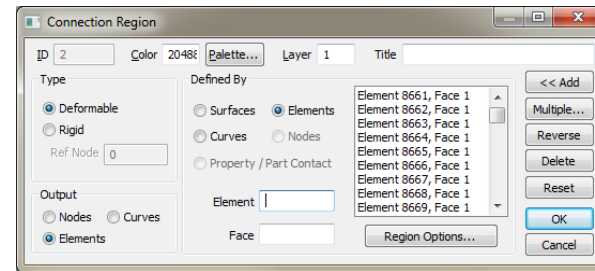 Connection Region
ID 2 Color 20488 Palette... Layer 1 Title
Type
Deformable
Rigid
Ref Node 0
Output
Nodes Curves
Elements
Defined By
Surfaces Elements
Curves Nodes
Property / Part Contact
Element
Face
Element 8661, Face 1
Element 8662, Face 1
Element 8663, Face 1
Element 8664, Face 1
Element 8665, Face 1
Element 8666, Face 1
Element 8667, Face 1
Element 8668, Face 1
Element 8669, Face 1
Region Options...
<< Add
Multiple...
Reverse
Delete
Reset
OK
Cancel